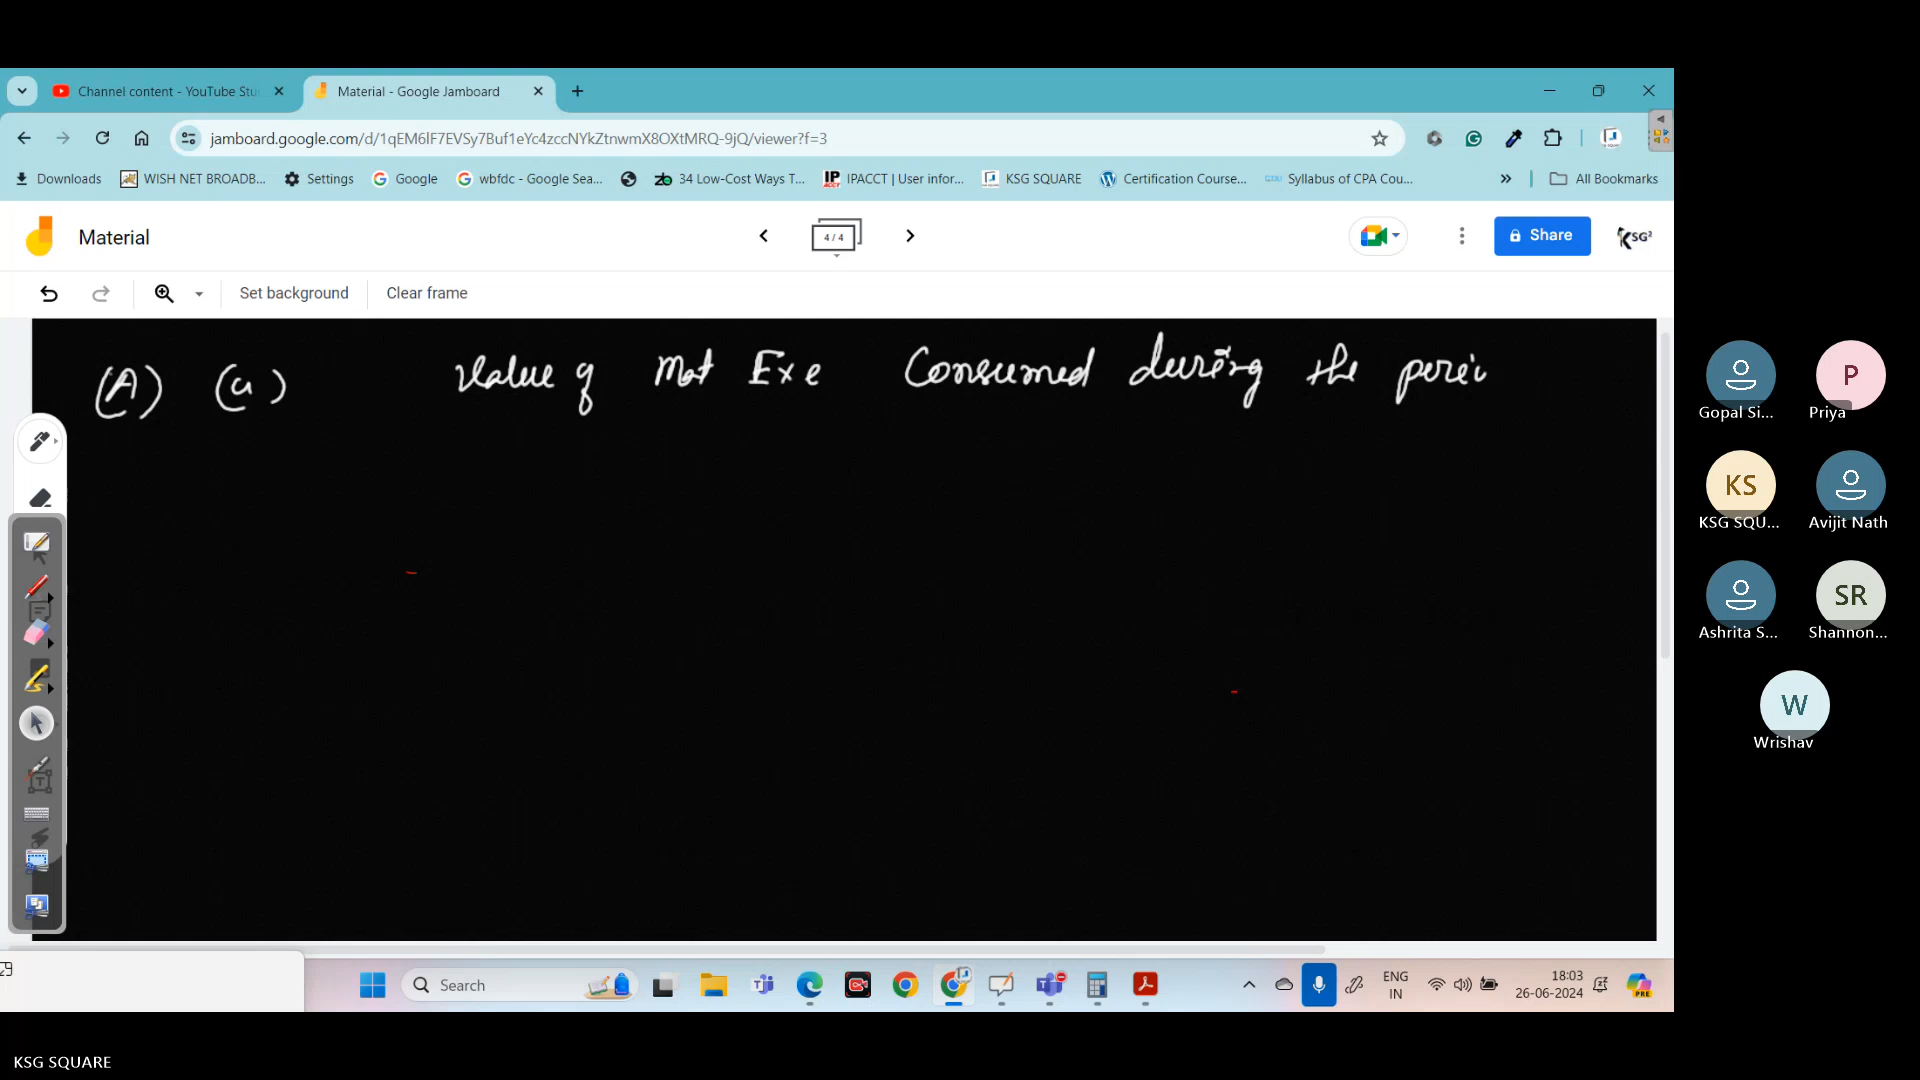 Channel content - YouTube Stu
Material - Google Jamboard
jamboard.google.com/d/1qEM6lF7EVSy7Buf1eYc4zccNYkZtnwmX8OXtMRQ-9jQ/viewer?f=3
Downloads WISH NET BROADB... Settings Google wbfdc - Google Sea... 34 Low-Cost Ways T... IPACCT | User infor... KSG SQUARE Certification Course... Syllabus of CPA Cou... All Bookmarks
Material
4 / 4
Share
KSG²
Set background Clear frame
(A) (a) Value of Mat Exe Consumed during the perio
Gopal Si...
P
Priya
KS
KSG SQU...
Avijit Nath
Ashrita S...
SR
Shannon...
W
Wrishav
Search
ENG
IN
18:03
26-06-2024
PRE
KSG SQUARE